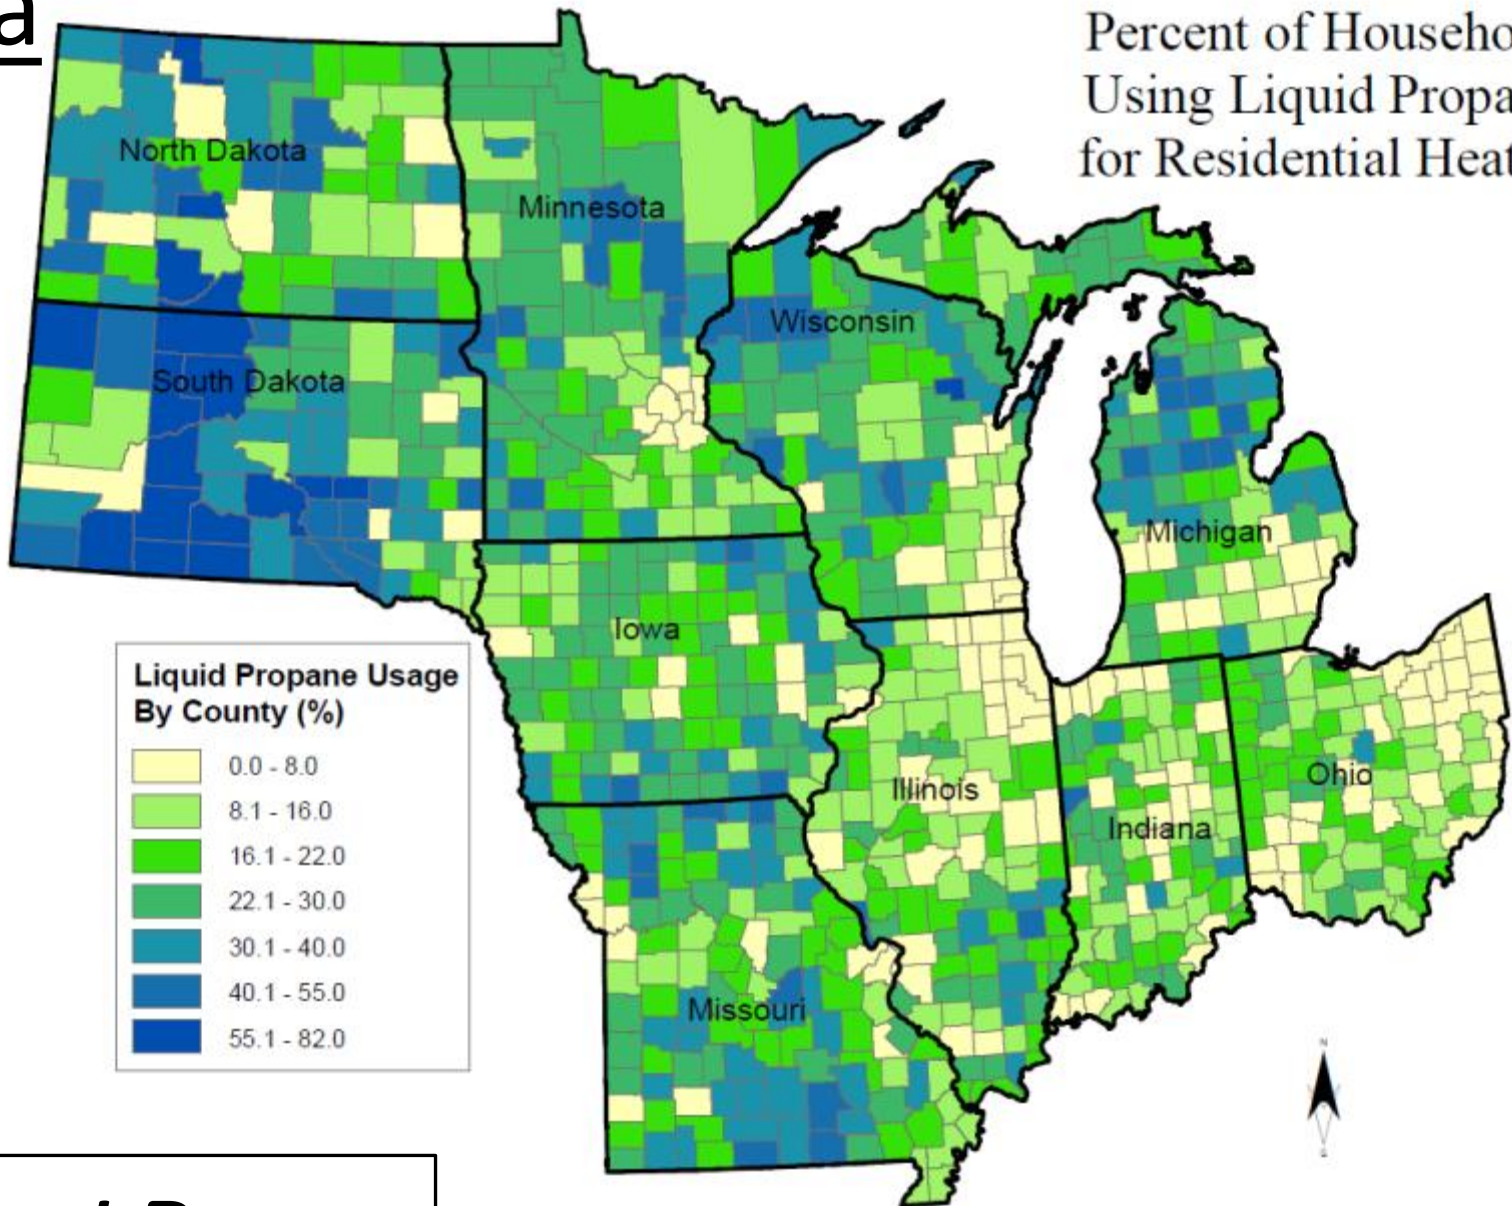 a
Percent of Househo
Using Liquid Propa
for Residential Heat
North Dakota
Minnesota
Wisconsin
South Dakota
Michigan
Iowa
Illinois
Indiana
Ohio
Missouri
Liquid Propane Usage
By County (%)
0.0 - 8.0
8.1 - 16.0
16.1 - 22.0
22.1 - 30.0
30.1 - 40.0
40.1 - 55.0
55.1 - 82.0
N
S